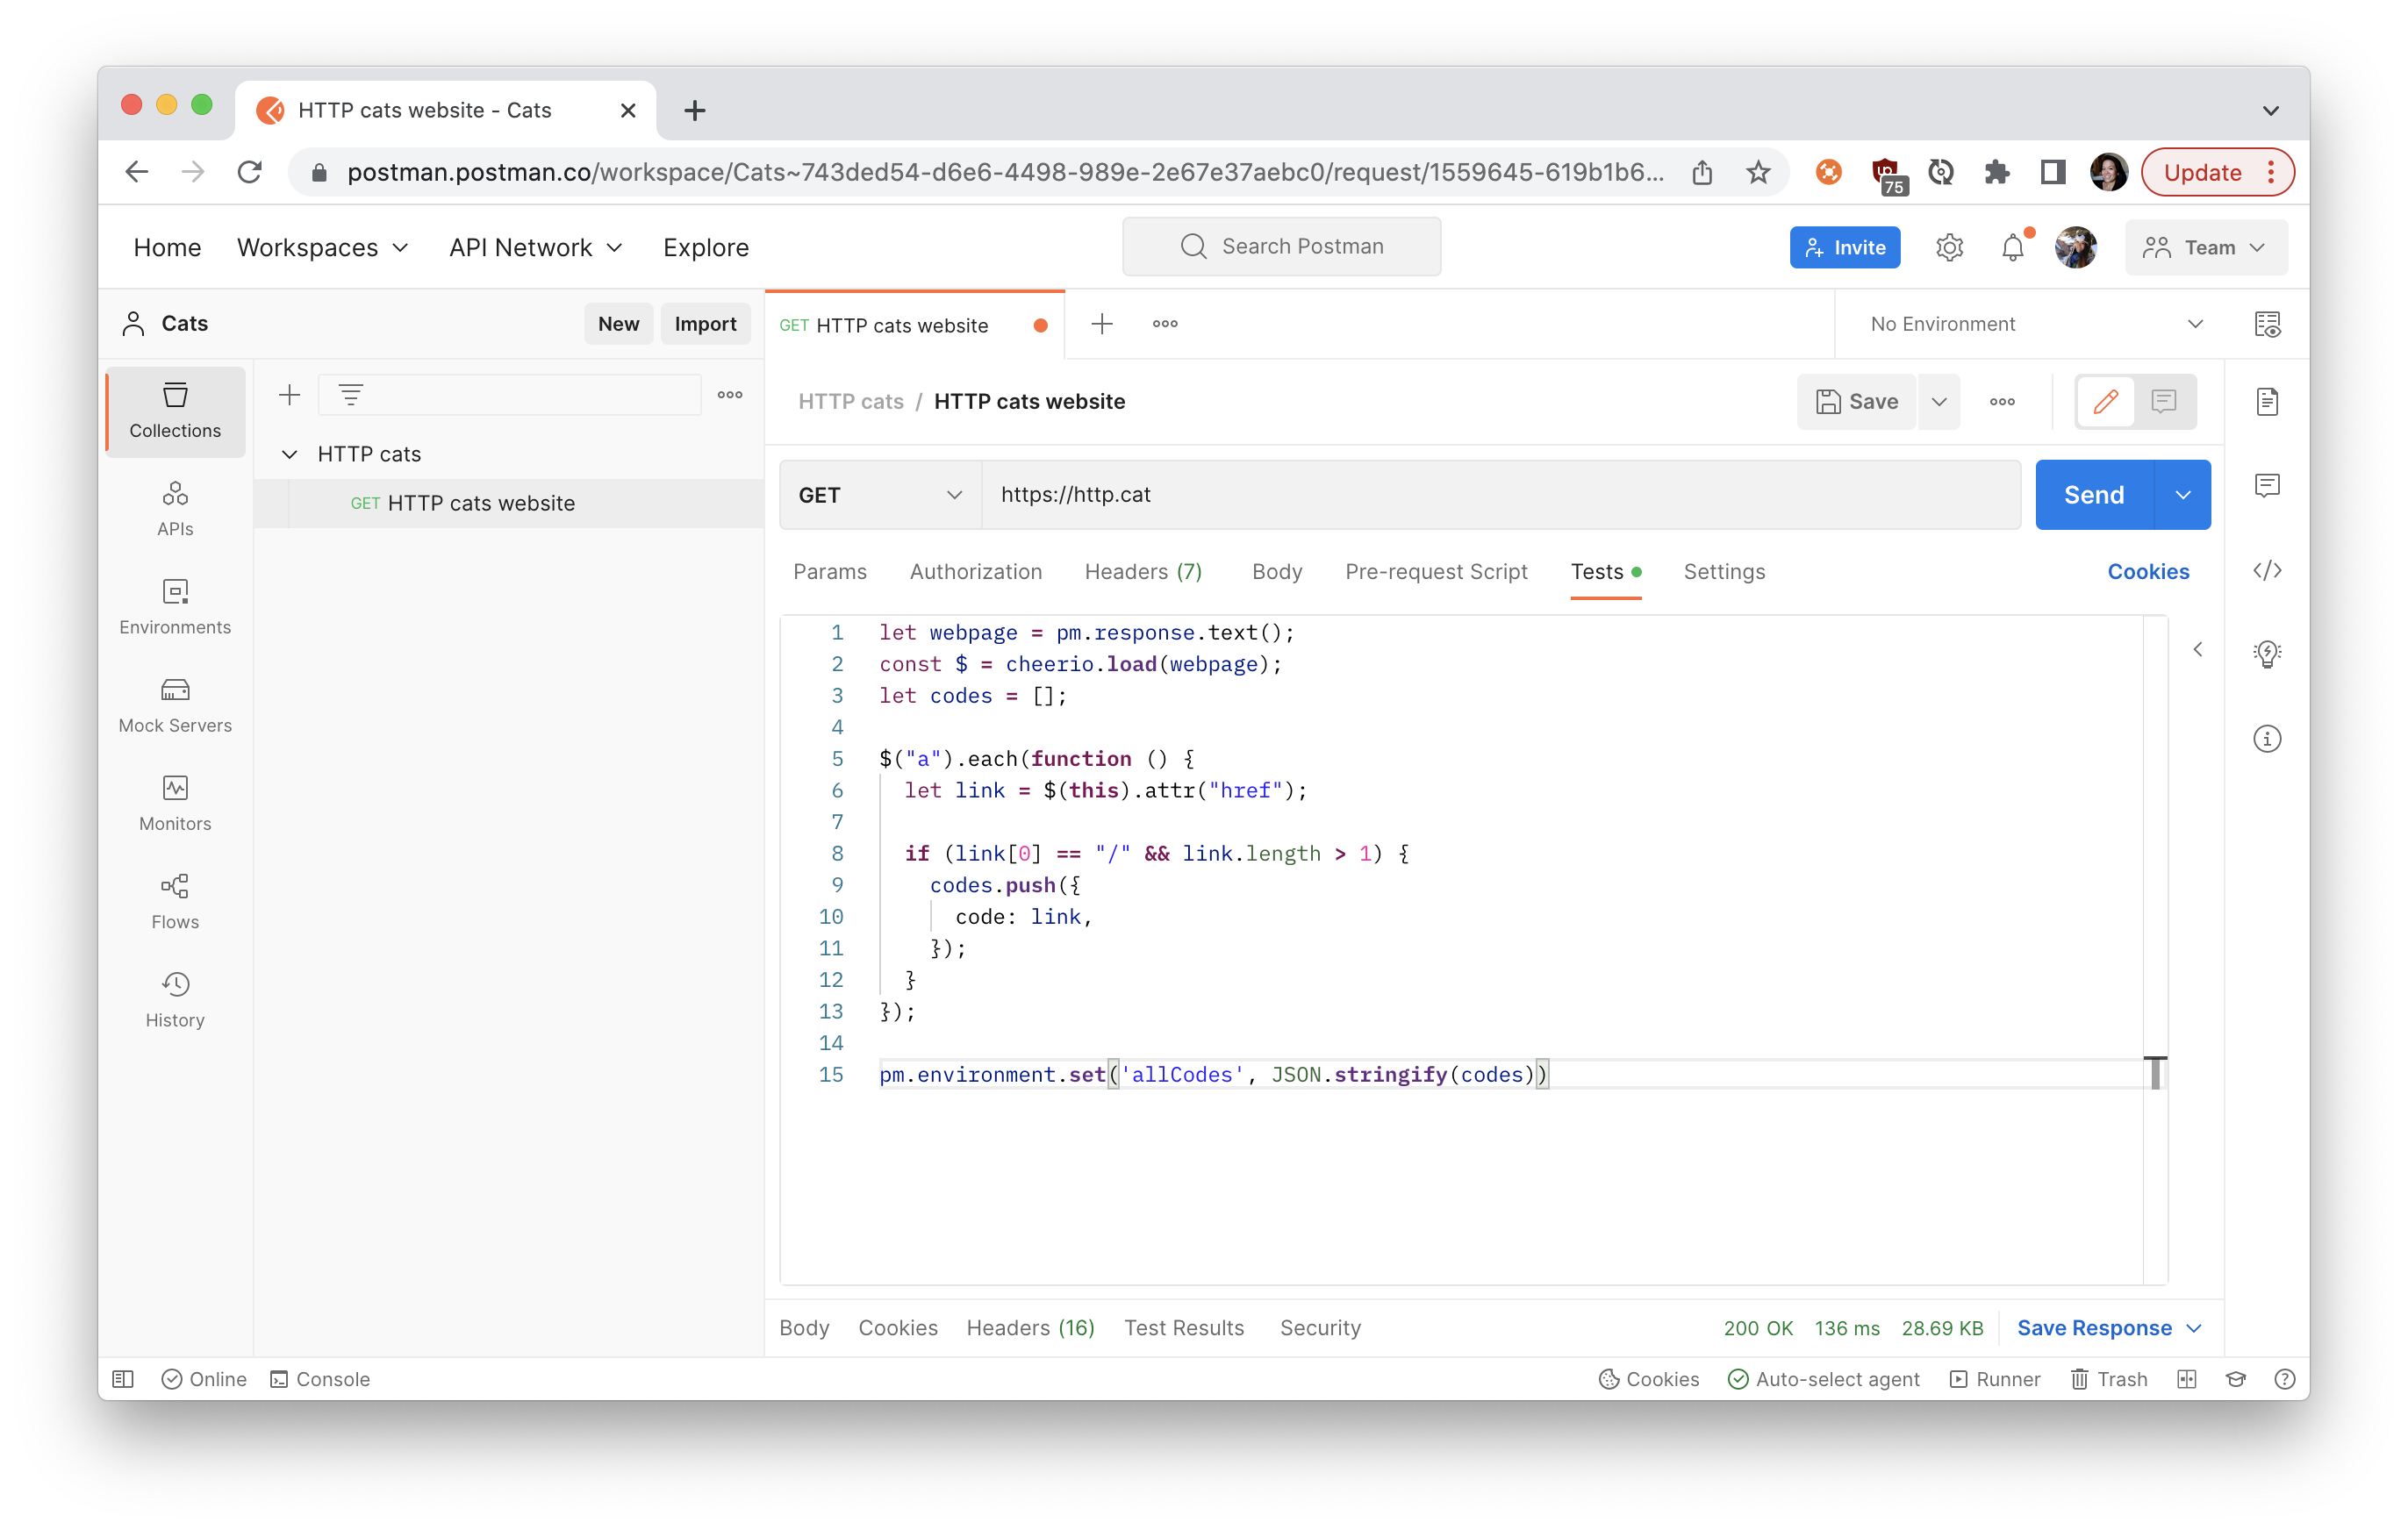 HTTP cats website - Cats
postman.postman.co/workspace/Cats~743ded54-d6e6-4498-989e-2e67e37aebc0/request/1559645-619b1b6...
75
Update
Home Workspaces API Network Explore
Search Postman
Invite
Team
Cats
New Import
GET HTTP cats website
No Environment
Collections
APIs
Environments
Mock Servers
Monitors
Flows
History
HTTP cats
GET HTTP cats website
HTTP cats / HTTP cats website
Save
GET https://http.cat
Send
Params Authorization Headers (7) Body Pre-request Script Tests Settings Cookies
1 let webpage = pm.response.text();
2 const $ = cheerio.load(webpage);
3 let codes = [];
4
5 $("a").each(function () {
6 let link = $(this).attr("href");
7
8 if (link[0] == "/" && link.length > 1) {
9 codes.push({
10 code: link,
11 });
12 }
13 });
14
15 pm.environment.set('allCodes', JSON.stringify(codes))
Body Cookies Headers (16) Test Results Security
200 OK 136 ms 28.69 KB Save Response
Online Console
Cookies Auto-select agent Runner Trash